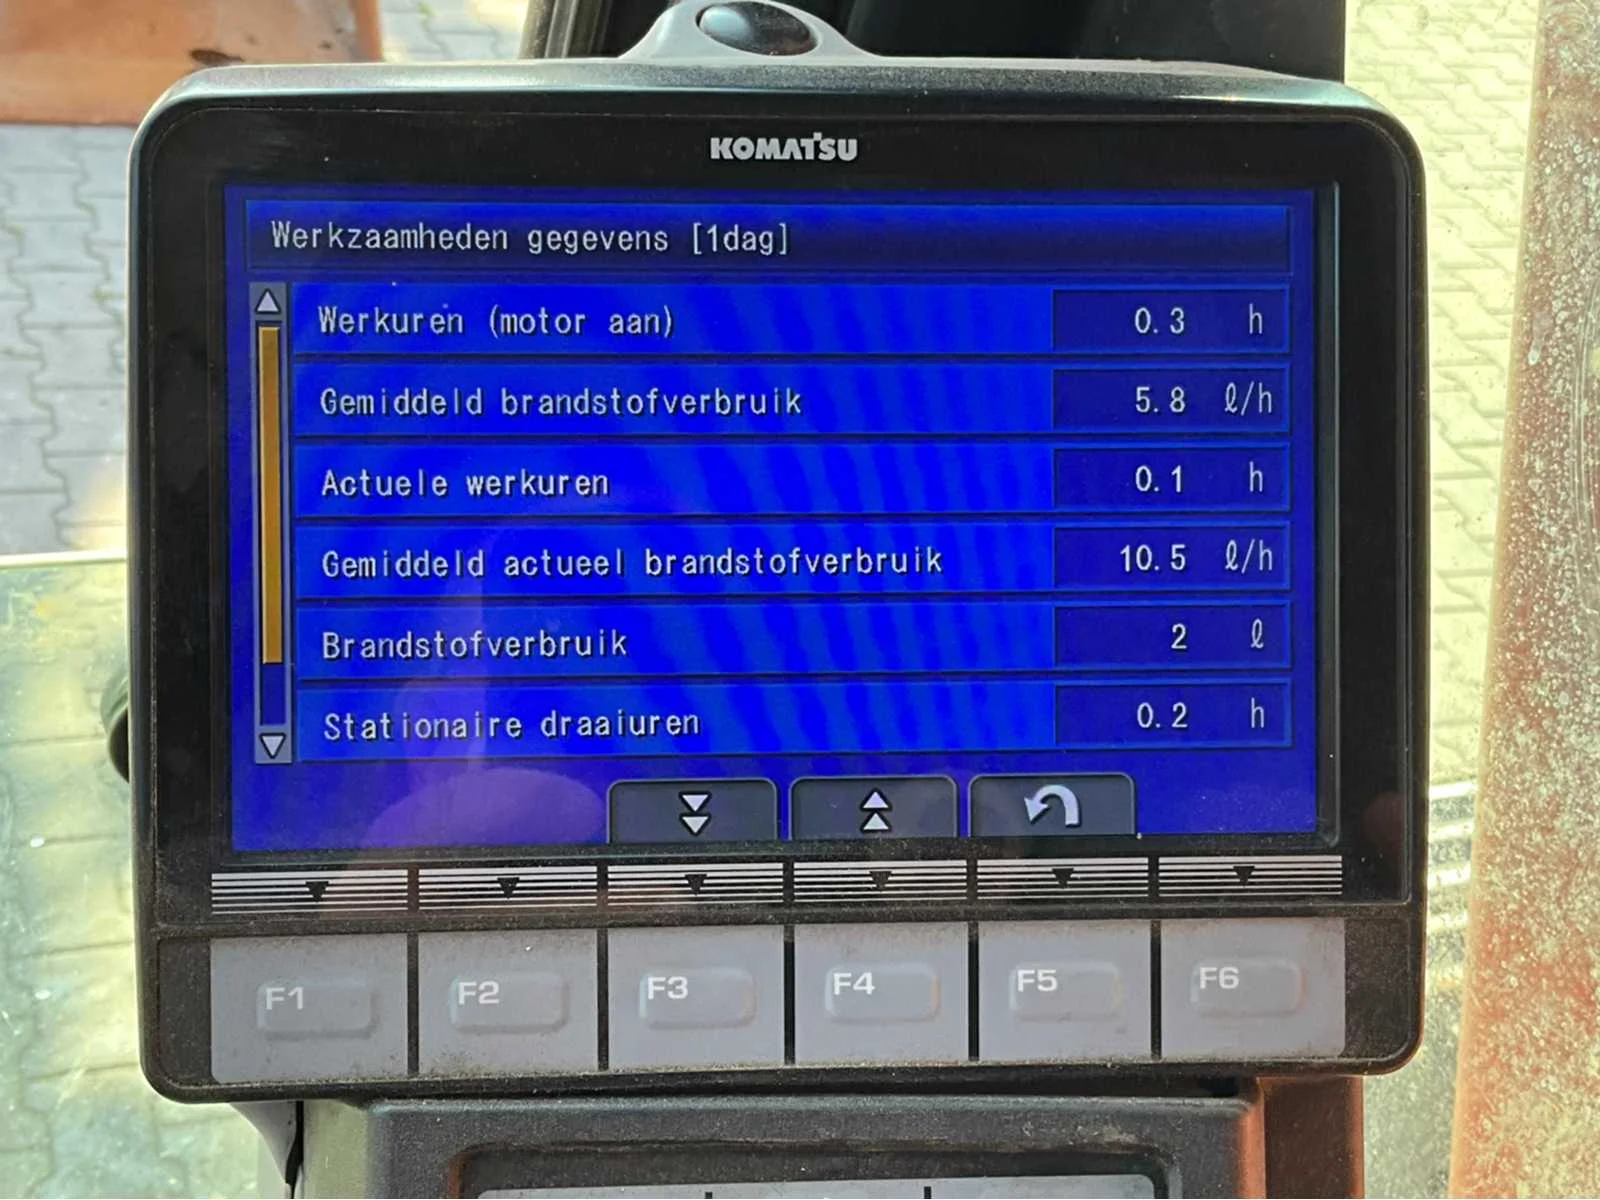 KOMATSU
Werkzaamheden gegevens [1dag]
Werkuren (motor aan) 0.3 h
Gemiddeld brandstofverbruik 5.8 ℓ/h
Actuele werkuren 0.1 h
Gemiddeld actueel brandstofverbruik 10.5 ℓ/h
Brandstofverbruik 2 ℓ
Stationaire draaiuren 0.2 h
F1 F2 F3 F4 F5 F6